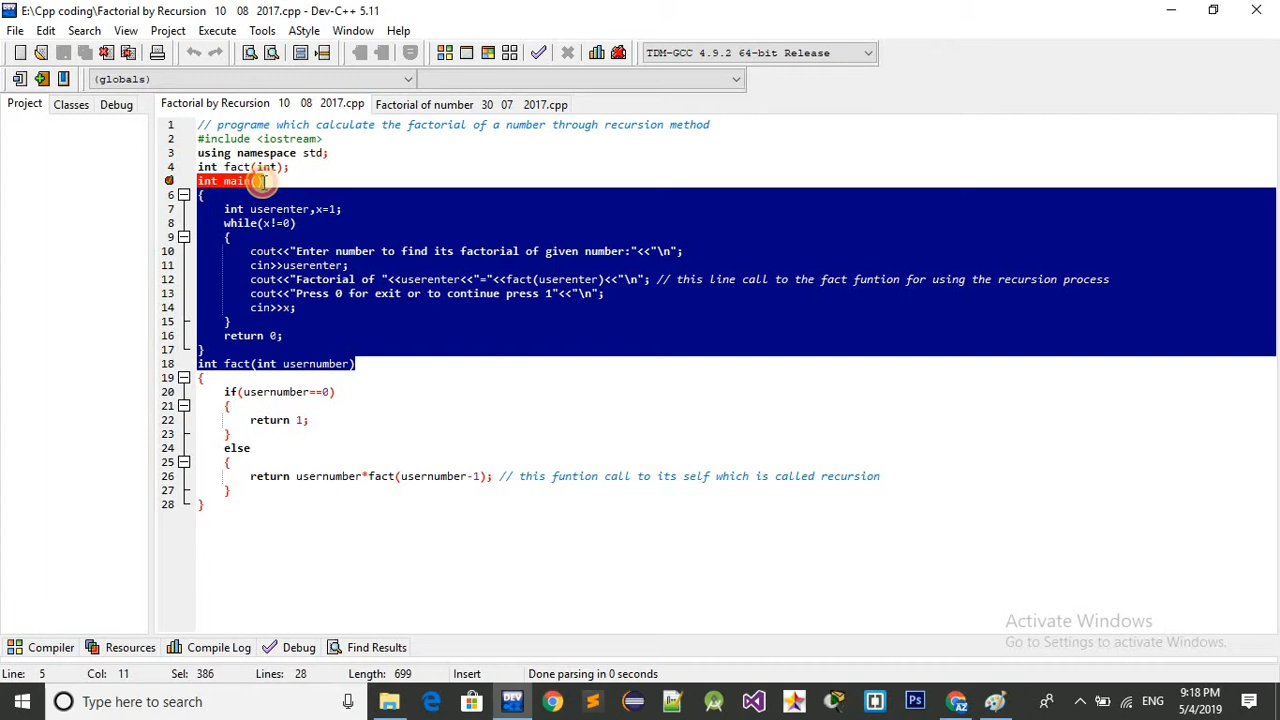 E:\Cpp coding\Factorial by Recursion 10 08 2017.cpp - Dev-C++ 5.11
File Edit Search View Project Execute Tools AStyle Window Help
TDM-GCC 4.9.2 64-bit Release
(globals)
Project Classes Debug Factorial by Recursion 10 08 2017.cpp Factorial of number 30 07 2017.cpp
1 // programe which calculate the factorial of a number through recursion method
2 #include <iostream>
3 using namespace std;
4 int fact(int);
int main(
6 {
7 int userenter,x=1;
8 while(x!=0)
9 {
10 cout<<"Enter number to find its factorial of given number:"<<"\n";
11 cin>>userenter;
12 cout<<"Factorial of "<<userenter<<"="<<fact(userenter)<<"\n"; // this line call to the fact funtion for using the recursion process
13 cout<<"Press 0 for exit or to continue press 1"<<"\n";
14 cin>>x;
15 }
16 return 0;
17 }
18 int fact(int usernumber)
19 {
20 if(usernumber==0)
21 {
22 return 1;
23 }
24 else
25 {
26 return usernumber*fact(usernumber-1); // this funtion call to its self which is called recursion
27 }
28 }
Activate Windows
Go to Settings to activate Windows.
Compiler Resources Compile Log Debug Find Results
Line: 5 Col: 11 Sel: 386 Lines: 28 Length: 699 Insert Done parsing in 0 seconds
Type here to search
Ps
AZ
ENG
9:18 PM
5/4/2019